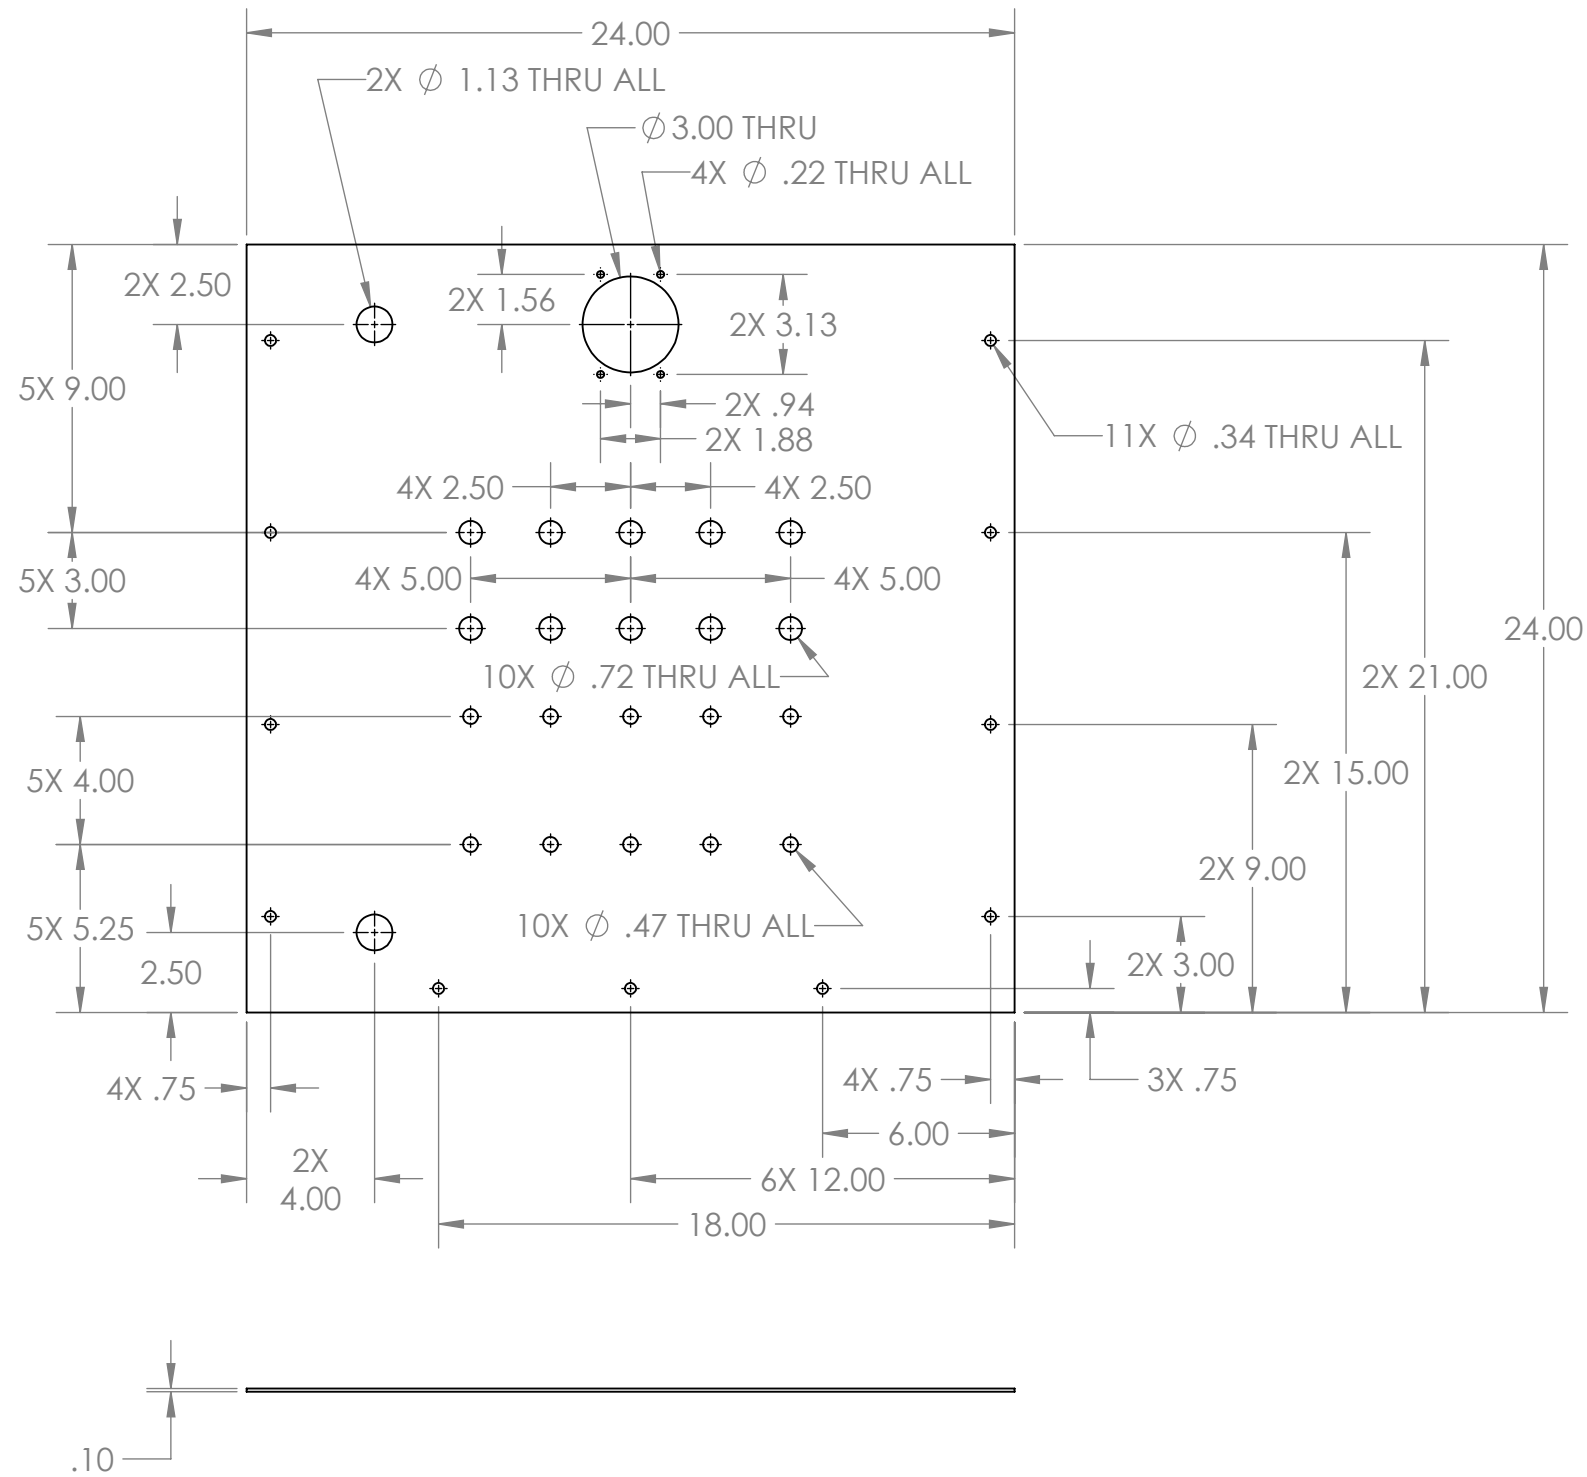 24.00
2X ∅ 1.13 THRU ALL
∅ 3.00 THRU
4X ∅ .22 THRU ALL
2X 2.50
2X 1.56
2X 3.13
5X 9.00
2X .94
2X 1.88
11X ∅ .34 THRU ALL
4X 2.50
4X 2.50
5X 3.00
4X 5.00
4X 5.00
24.00
10X ∅ .72 THRU ALL
2X 21.00
5X 4.00
2X 15.00
2X 9.00
5X 5.25
10X ∅ .47 THRU ALL
2.50
2X 3.00
4X .75
4X .75
3X .75
6.00
2X
4.00
6X 12.00
18.00
.10